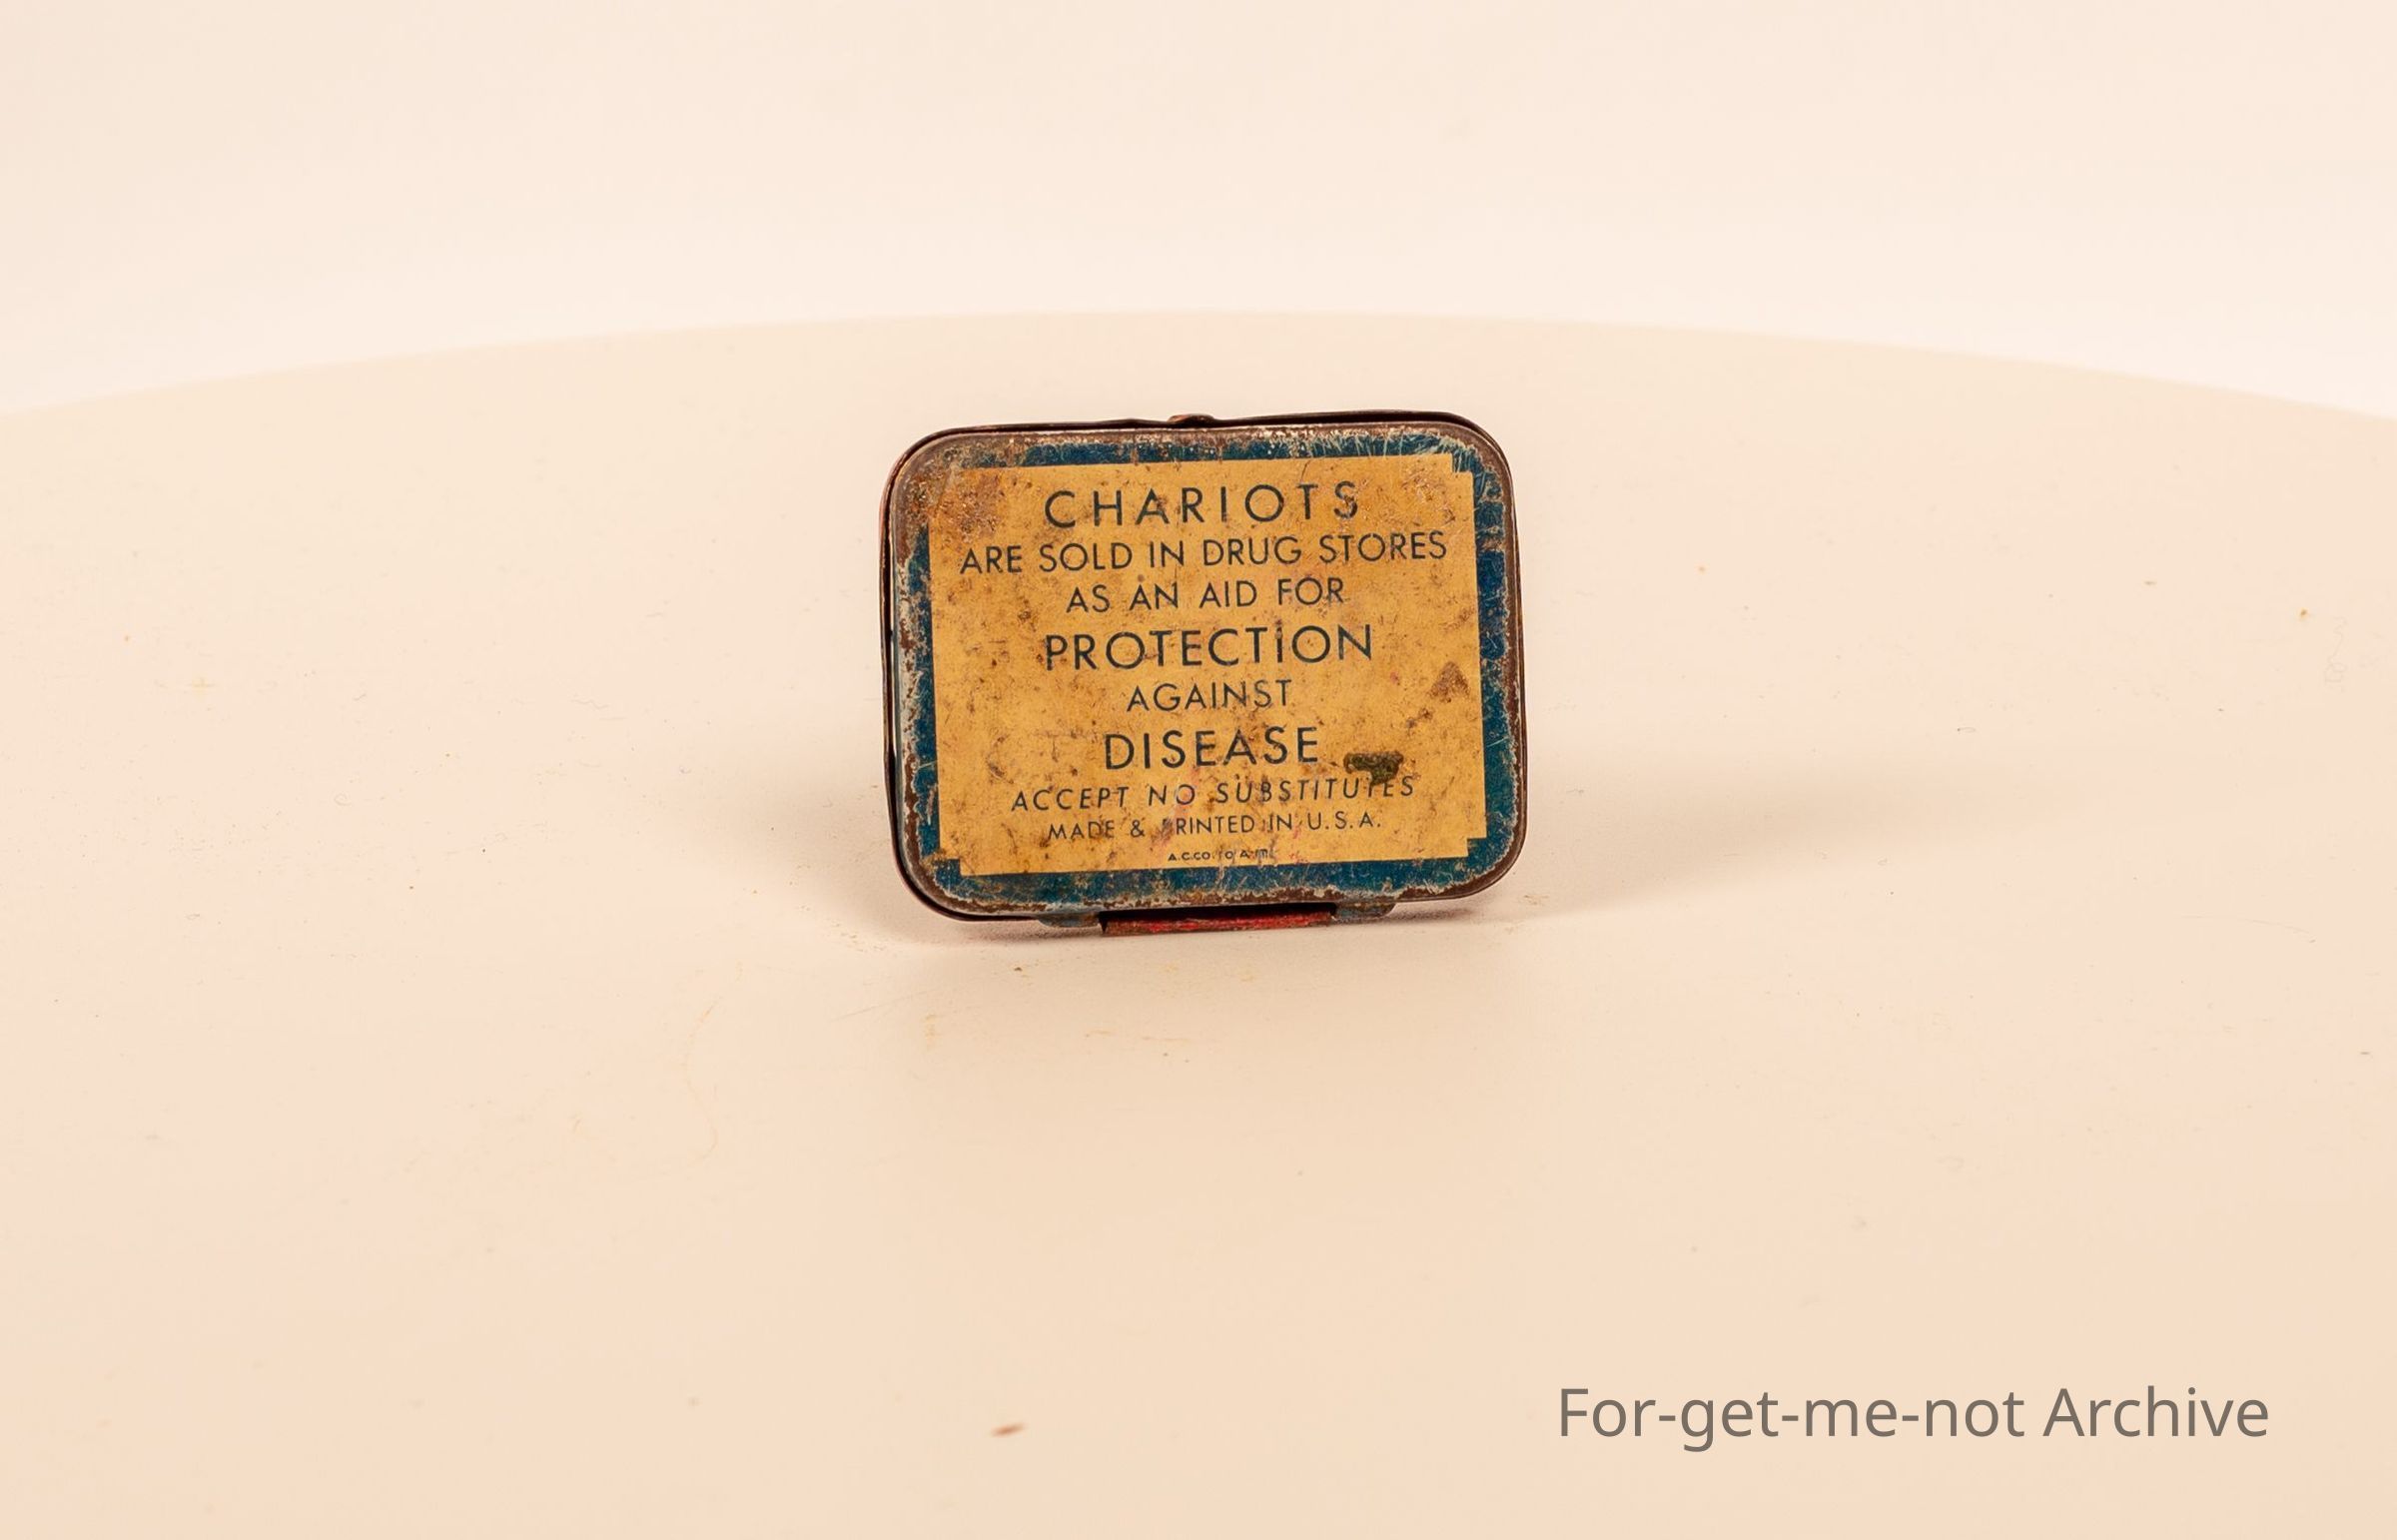 CHARIOTS
ARE SOLD IN DRUG STORES
AS AN AID FOR
PROTECTION
AGAINST
DISEASE
ACCEPT NO SUBSTITUTES
MADE & PRINTED IN U.S.A.
A.C.CO.
For-get-me-not Archive